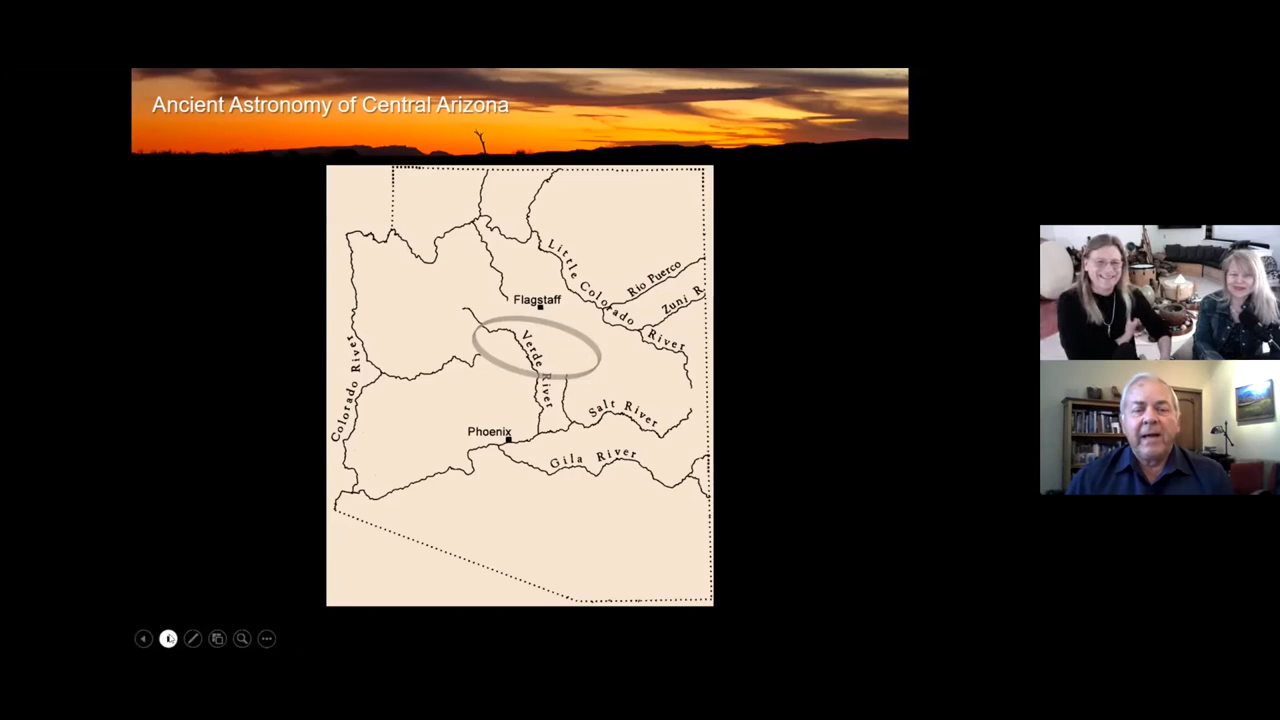 Ancient Astronomy of Central Arizona
Little Colorado River
Rio Puerco
Zuni R.
Flagstaff
Verde River
Colorado River
Salt River
Phoenix
Gila River